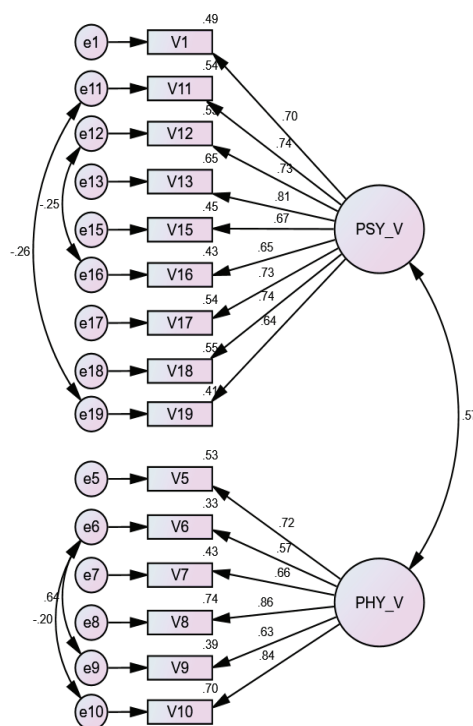 .49
e1 V1
.54
e11 V11
.70
.53
e12 V12
.74
.65
.73
e13 V13
.81
-.25
.45
e15 V15
.67
PSY_V
-.26
.43
e16 V16
.65
.73
.54
e17 V17
.74
.64
.55
e18 V18
.41
e19 V19
.57
.53
e5 V5
.33
.72
e6 V6
.57
.43
.66
e7 V7
.64
.74
.86
-.20
e8 V8
PHY_V
.39
.63
e9 V9
.84
.70
e10 V10